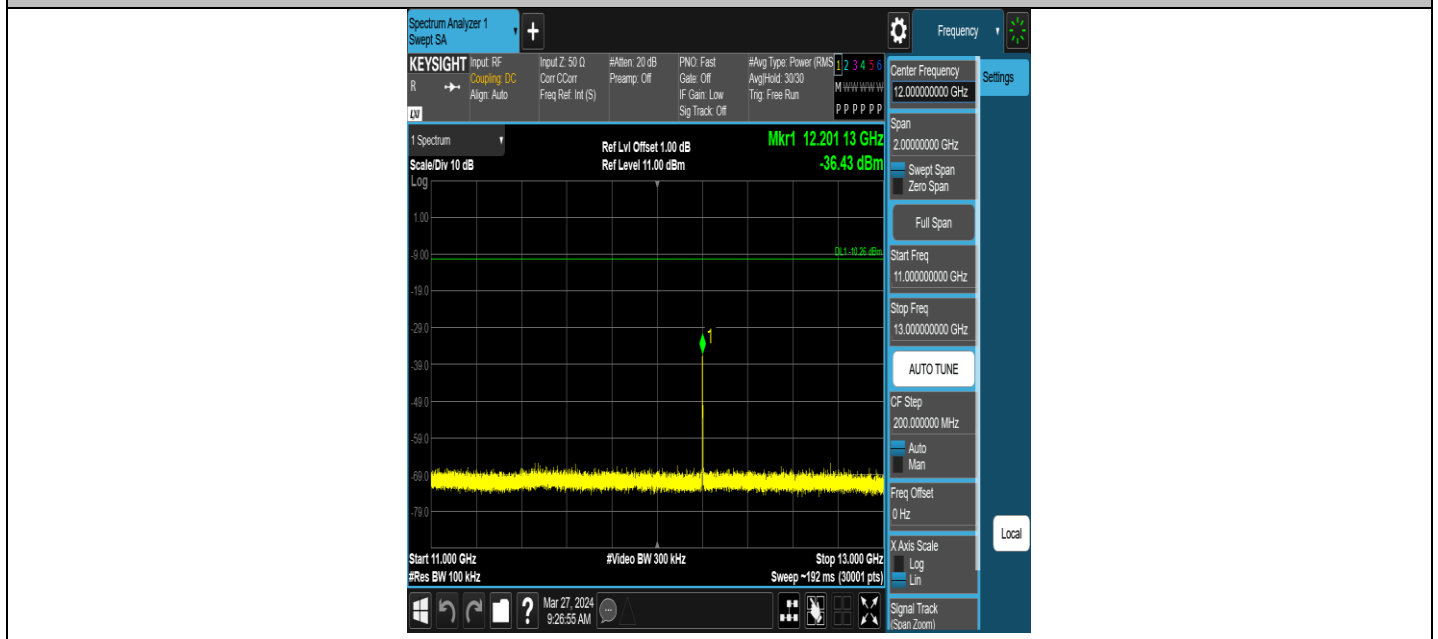 Spectrum Analyzer 1
Swept SA
+
Frequency
KEYSIGHT
R
LXI
Input: RF
Coupling: DC
Align: Auto
Input Z: 50 Ω
Corr CCorr
Freq Ref: Int (S)
#Atten: 20 dB
Preamp: Off
PNO: Fast
Gate: Off
IF Gain: Low
Sig Track: Off
#Avg Type: Power (RMS
Avg|Hold: 30/30
Trig: Free Run
1 2 3 4 5 6
M W W W W W
P P P P P P
1 Spectrum
Scale/Div 10 dB
Log
Ref Lvl Offset 1.00 dB
Ref Level 11.00 dBm
Mkr1 12.201 13 GHz
-36.43 dBm
1.00
-9.00
DL1 -10.26 dBm
-19.0
-29.0
1
-39.0
-49.0
-59.0
-69.0
-79.0
Start 11.000 GHz
#Video BW 300 kHz
Stop 13.000 GHz
#Res BW 100 kHz
Sweep ~192 ms (30001 pts)
?
Mar 27, 2024
9:26:55 AM
Center Frequency
12.00000000 GHz
Settings
Span
2.00000000 GHz
Swept Span
Zero Span
Full Span
Start Freq
11.000000000 GHz
Stop Freq
13.000000000 GHz
AUTO TUNE
CF Step
200.000000 MHz
Auto
Man
Freq Offset
0 Hz
X Axis Scale
Log
Lin
Local
Signal Track
(Span Zoom)